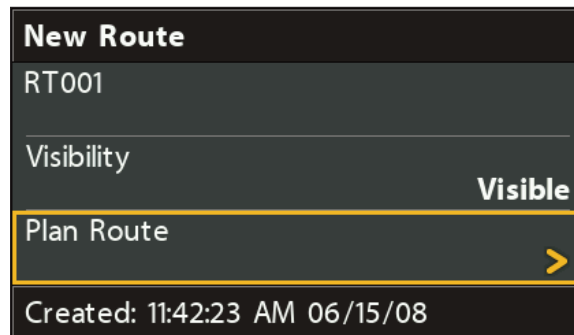 New Route
RT001
Visibility
Visible
Plan Route
Created: 11:42:23 AM 06/15/08